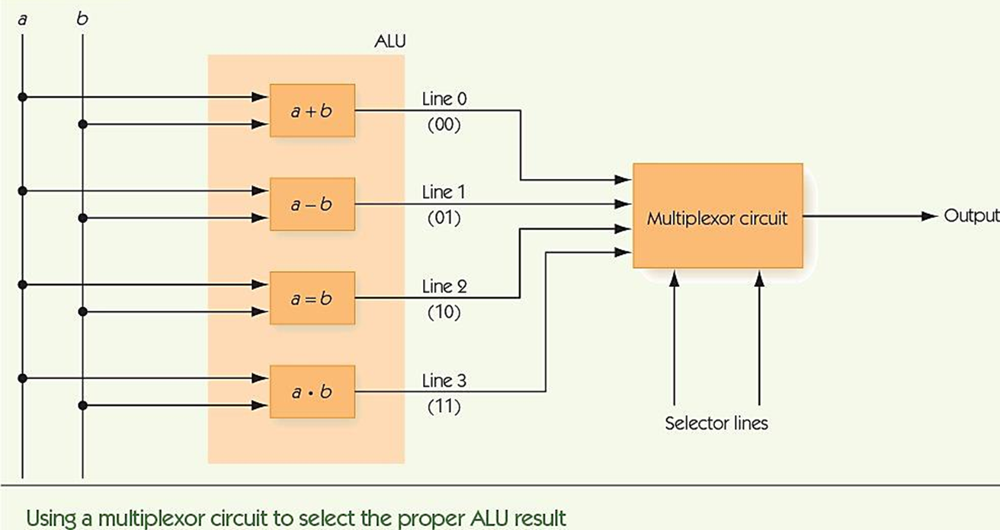 a b
ALU
a + b
Line 0
(00)
a – b
Line 1
(01)
Multiplexor circuit
Output
a = b
Line 2
(10)
a · b
Line 3
(11)
Selector lines
Using a multiplexor circuit to select the proper ALU result